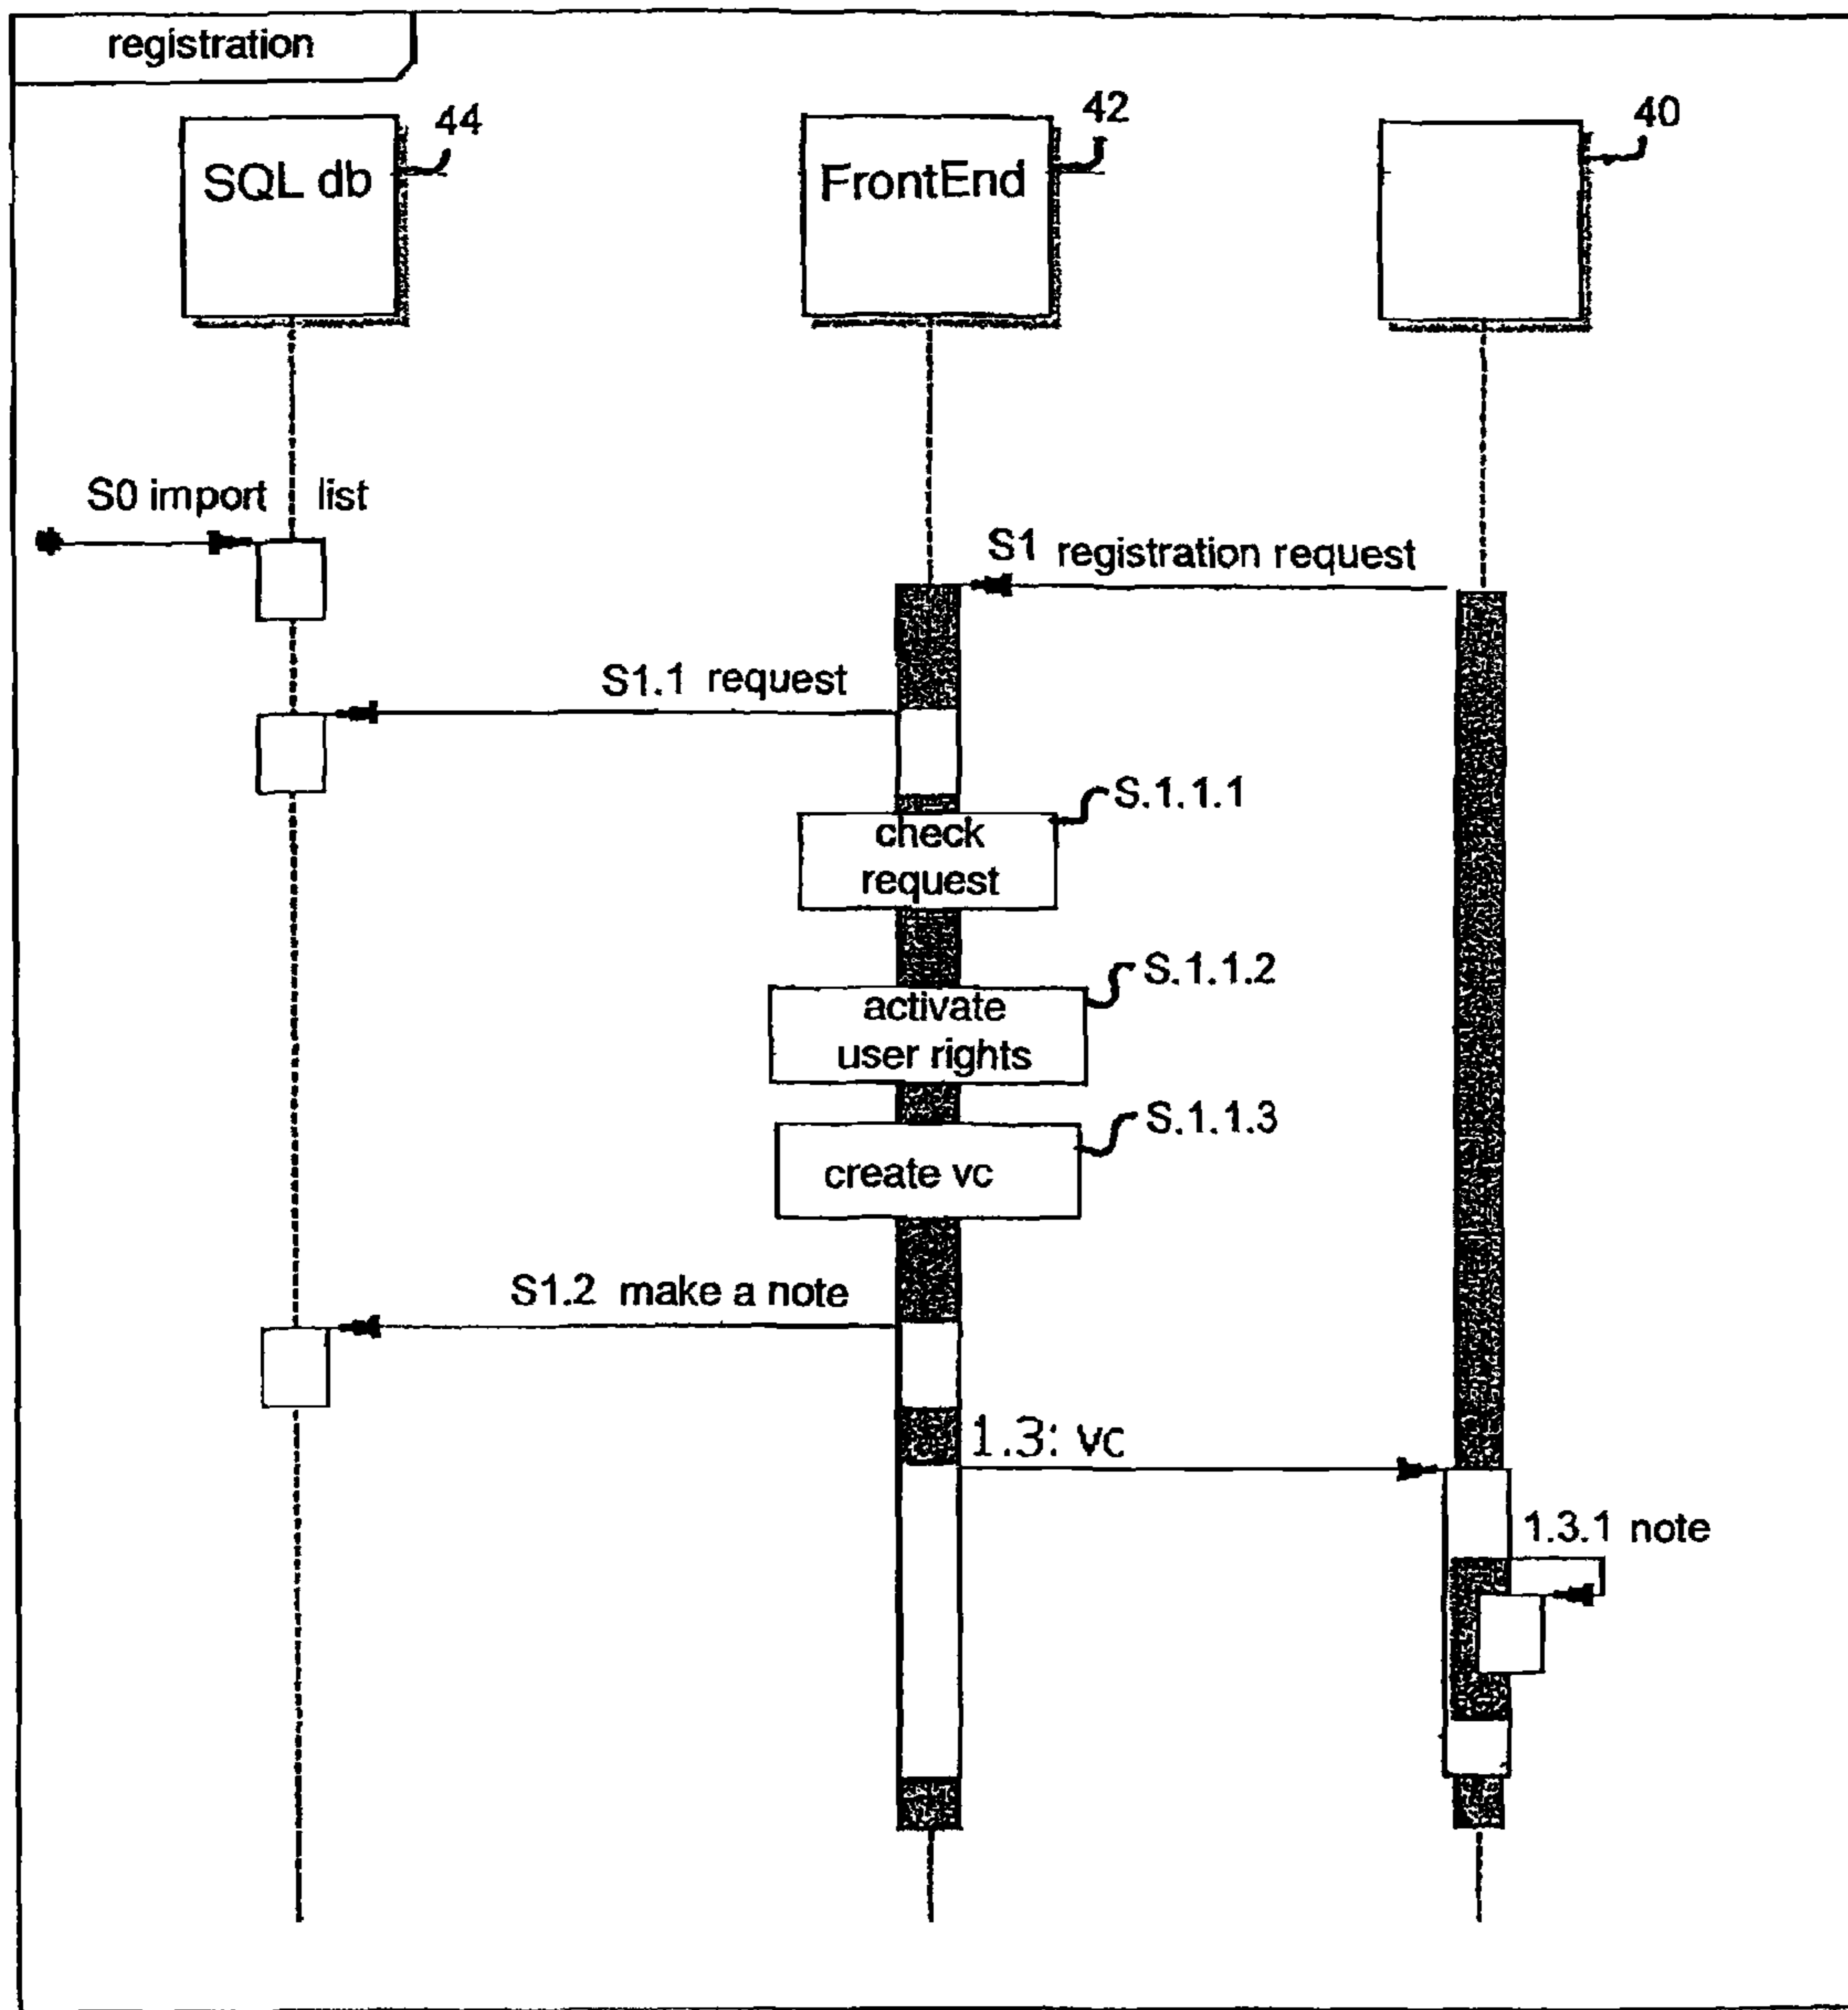 registration
44
42
40
SQL db
FrontEnd
S0 import list
S1 registration request
S1.1 request
S.1.1.1
check
request
S.1.1.2
activate
user rights
S.1.1.3
create vc
S1.2 make a note
1.3: vc
1.3.1 note